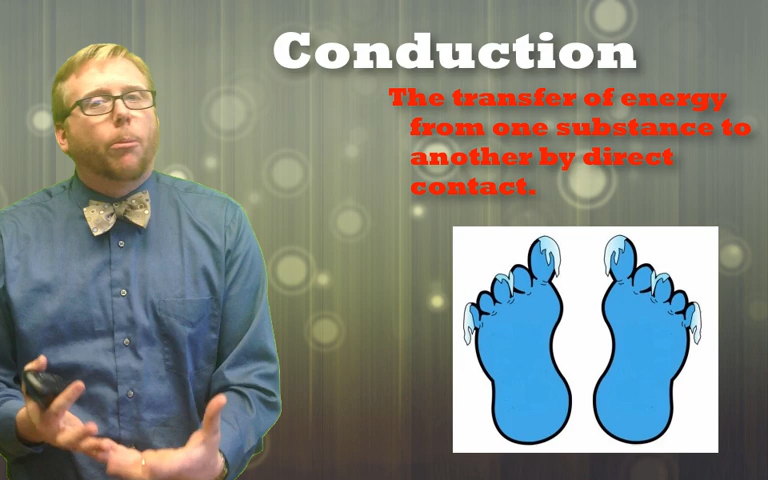 Conduction
The transfer of energy
from one substance to
another by direct
contact.